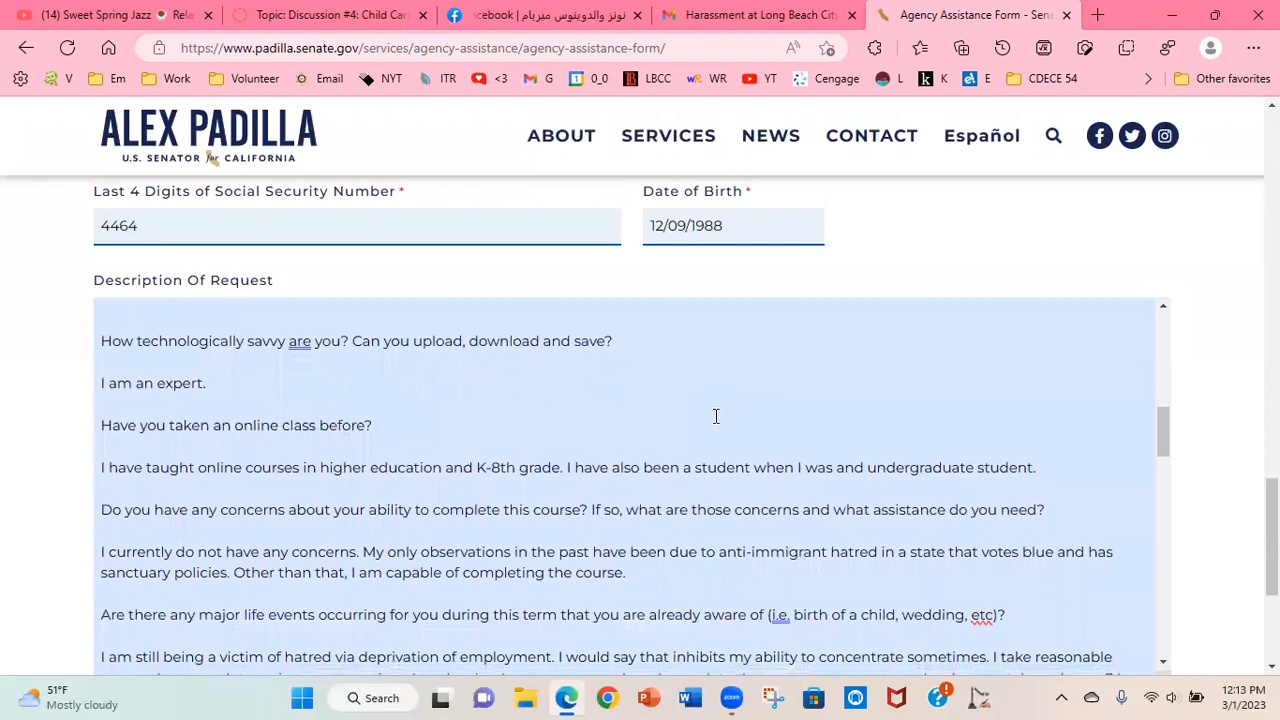 (14) Sweet Spring Jazz Rela
Topic: Discussion #4: Child Car
نونز والدوينوس ميريام | Facebook
Harassment at Long Beach City
Agency Assistance Form - Sena
https://www.padilla.senate.gov/services/agency-assistance/agency-assistance-form/
V Em Work Volunteer Email NYT ITR <3 G 0_0 LBCC WR YT Cengage L K E CDECE 54 Other favorites
ALEX PADILLA
U.S. SENATOR for CALIFORNIA
ABOUT SERVICES NEWS CONTACT Español
Last 4 Digits of Social Security Number * Date of Birth *
4464 12/09/1988
Description Of Request
How technologically savvy are you? Can you upload, download and save?
I am an expert.
Have you taken an online class before?
I have taught online courses in higher education and K-8th grade. I have also been a student when I was and undergraduate student.
Do you have any concerns about your ability to complete this course? If so, what are those concerns and what assistance do you need?
I currently do not have any concerns. My only observations in the past have been due to anti-immigrant hatred in a state that votes blue and has
sanctuary policies. Other than that, I am capable of completing the course.
Are there any major life events occurring for you during this term that you are already aware of (i.e. birth of a child, wedding, etc)?
I am still being a victim of hatred via deprivation of employment. I would say that inhibits my ability to concentrate sometimes. I take reasonable
51°F
Mostly cloudy
Search
12:13 PM
3/1/2023